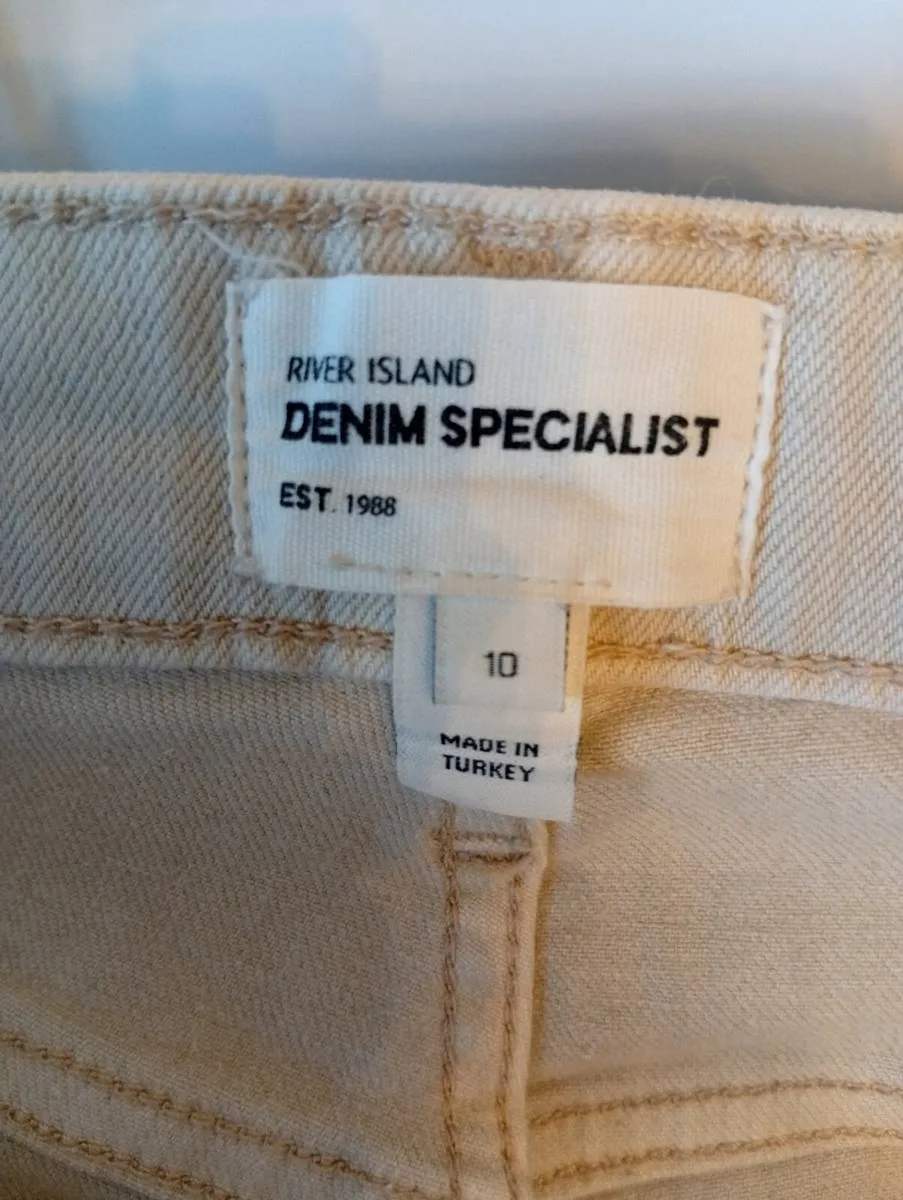 RIVER ISLAND
DENIM SPECIALIST
EST. 1988
10
MADE IN
TURKEY